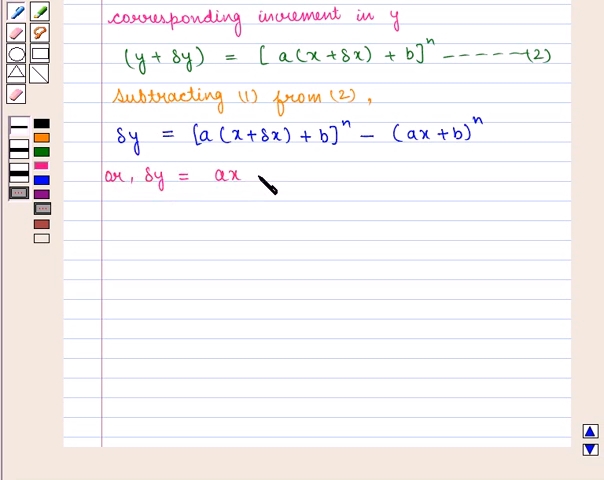 corresponding increment in y
(y + δy) = [a(x + δx) + b]ⁿ ------(2)
Subtracting (1) from (2),
δy = [a(x+δx) + b]ⁿ - (ax + b)ⁿ
or, δy = ax